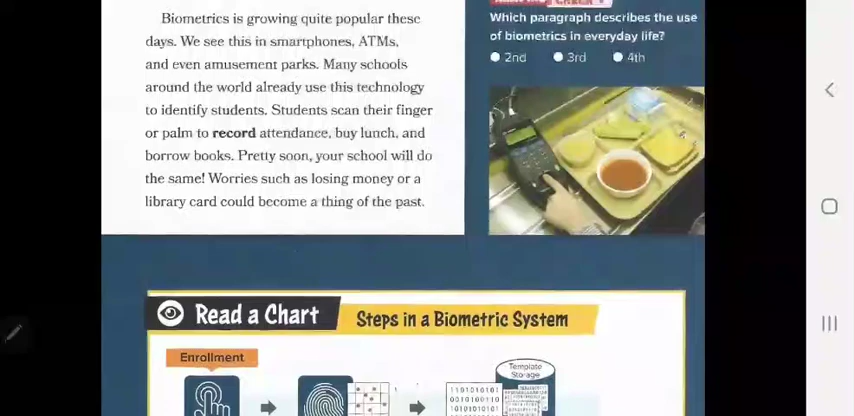 Biometrics is growing quite popular these
days. We see this in smartphones, ATMs,
and even amusement parks. Many schools
around the world already use this technology
to identify students. Students scan their finger
or palm to record attendance, buy lunch, and
borrow books. Pretty soon, your school will do
the same! Worries such as losing money or a
library card could become a thing of the past.
CHECK
Which paragraph describes the use
of biometrics in everyday life?
2nd 3rd 4th
Read a Chart
Steps in a Biometric System
Enrollment
Template
Storage
1101010101
0010100110
1010101010